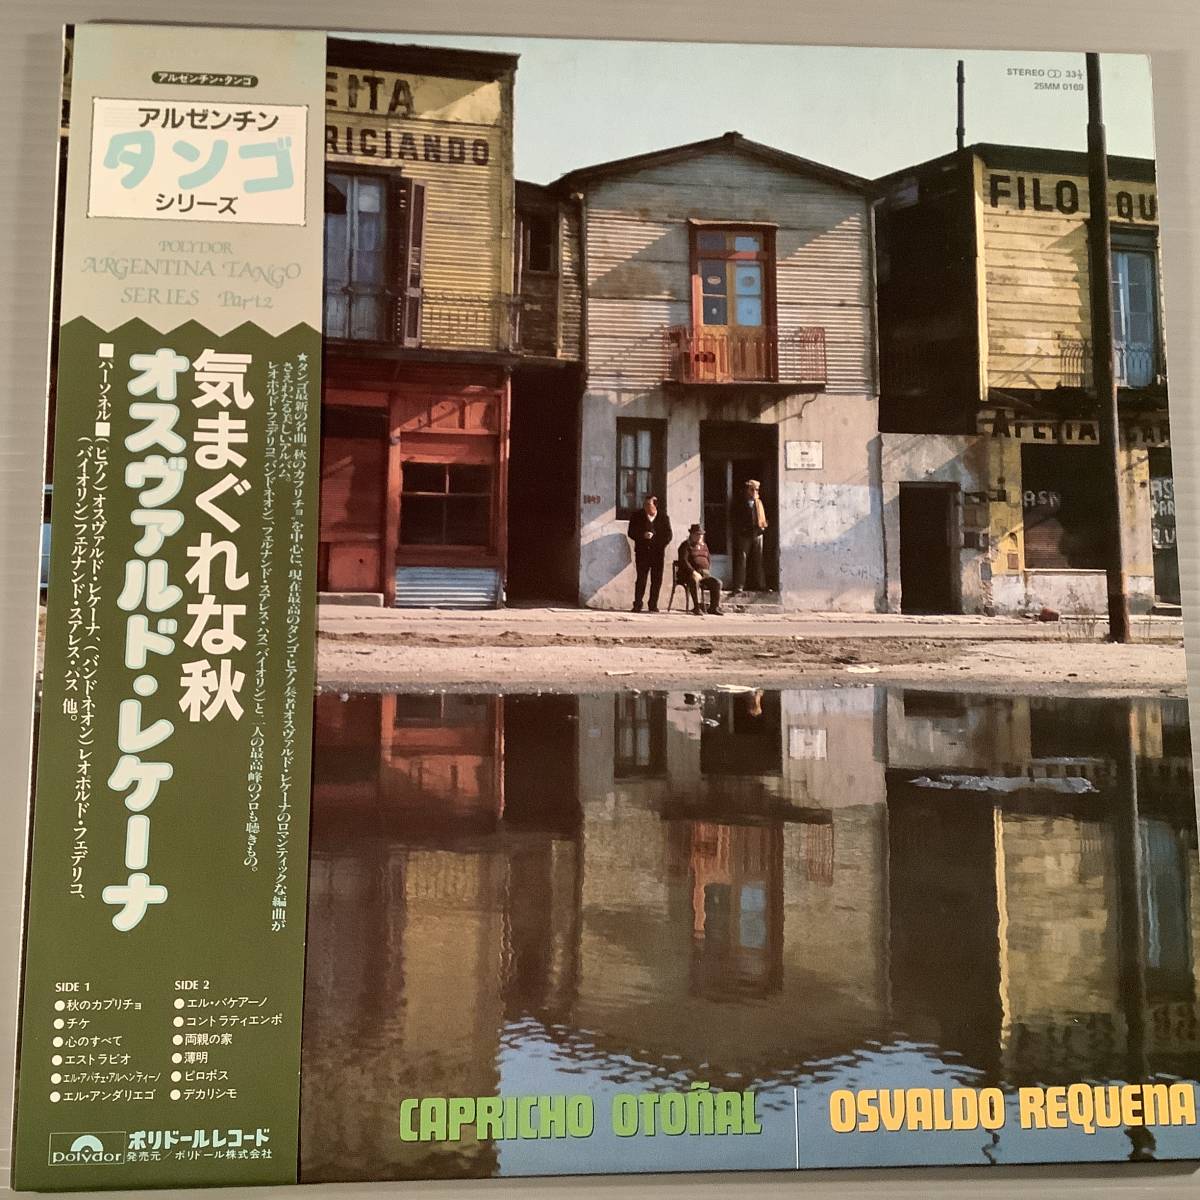 アルゼンチン・タンゴ
アルゼンチン
タンゴ
シリーズ
POLYDOR
ARGENTINA TANGO
SERIES Part 2
気まぐれな秋
オスヴァルド・レケーナ
■パーソネル■
(ピアノ)オスヴァルド・レケーナ、(バンドネオン)レオポルド・フェデリコ、
(バイオリン)フェルナンド・スアレス・パス 他。
★タンゴ最新の名曲“秋のカプリチョ”を中心に、現在最高のタンゴ・ピアノ奏者オスヴァルド・レケーナのロマンティックな編曲が
さえわたる美しいアルバム。
レオポルド・フェデリコ(バンドネオン)、フェルナンド・スアレス・パス(バイオリン)と、二人の最高峰のソロも聴きもの。
SIDE 1
●秋のカプリチョ
●チケ
●心のすべて
●エストラビオ
●エル・アパチェ・アルヘンティーノ
●エル・アンダリエゴ
SIDE 2
●エル・バケアーノ
●コントラティエンポ
●両親の家
●薄明
●ピロポス
●デカリシモ
polydor
ポリドールレコード
発売元/ポリドール株式会社
STEREO 33⅓
25MM 0169
EITA
RICIANDO
FILO QU
CAPRICHO OTOÑAL
OSVALDO REQUENA